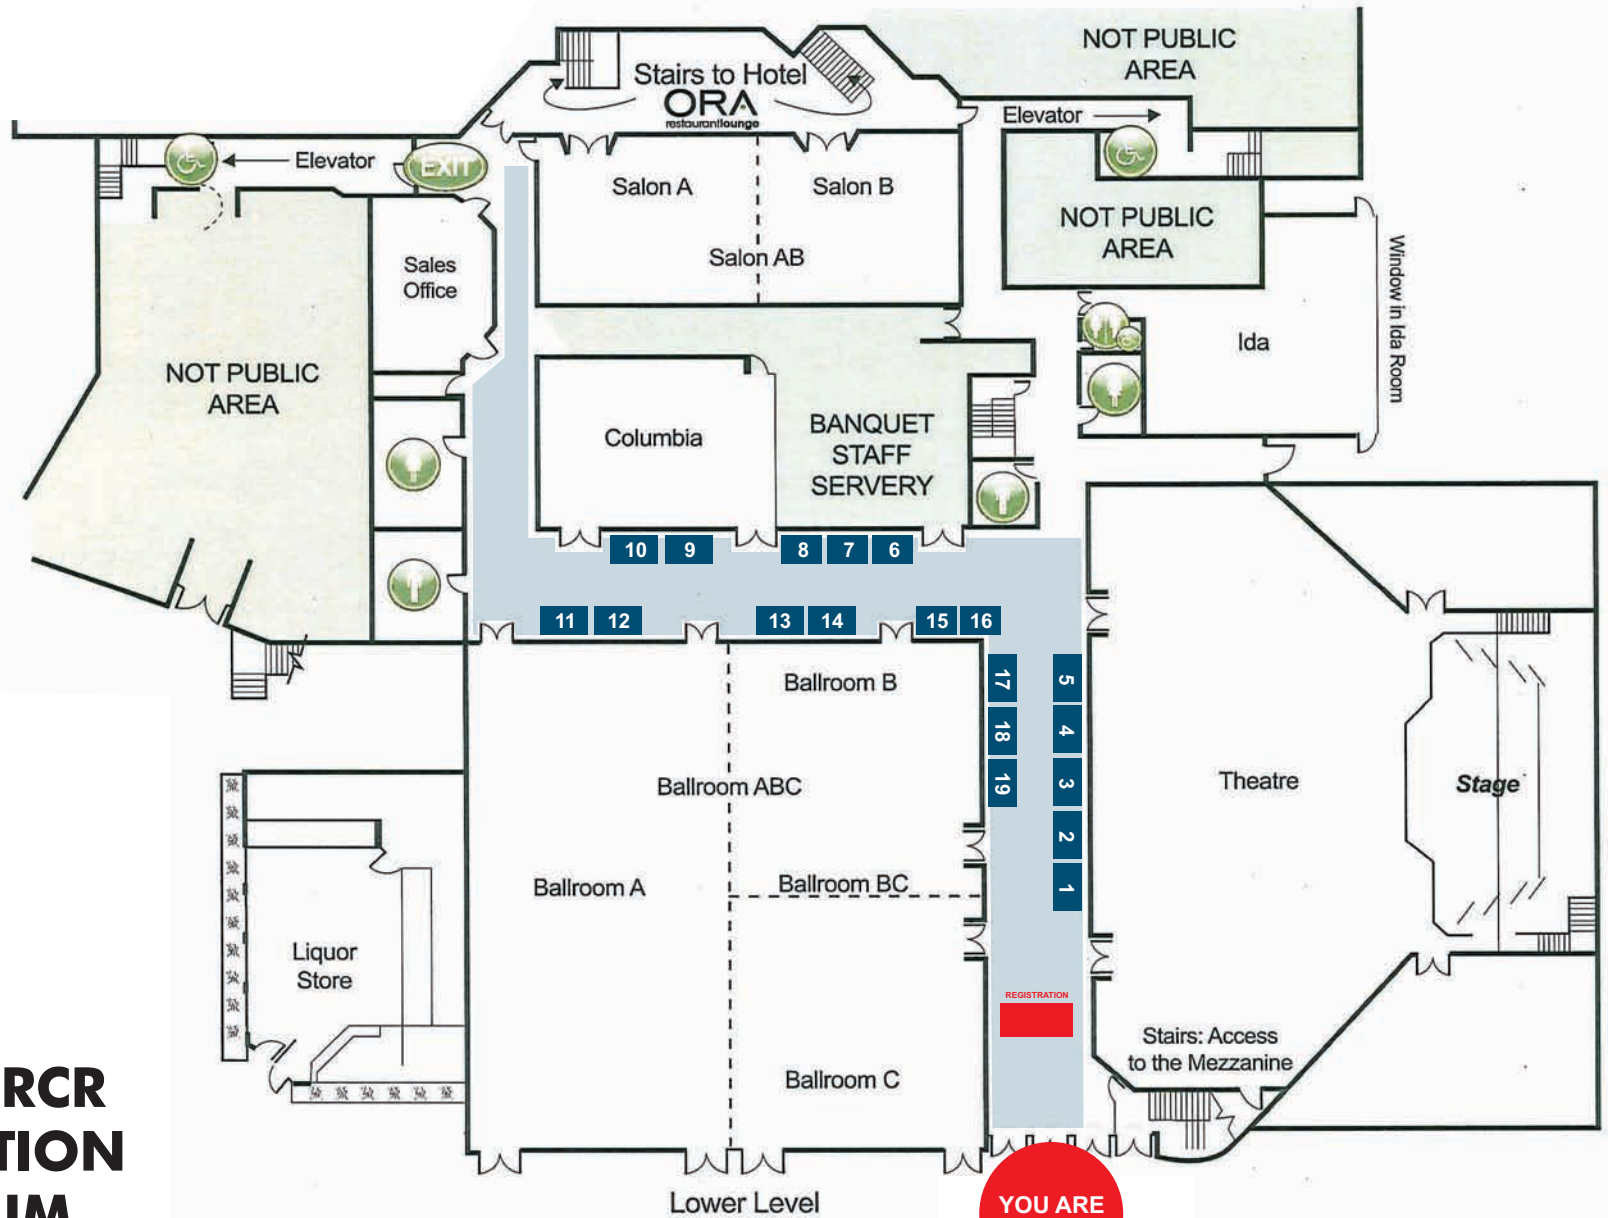 NOT PUBLIC
AREA
Stairs to Hotel
ORA
restaurantlounge
Elevator
Elevator
EXIT
Salon A
Salon B
Salon AB
NOT PUBLIC
AREA
Sales
Office
Window in Ida Room
Ida
NOT PUBLIC
AREA
Columbia
BANQUET
STAFF
SERVERY
10
9
8
7
6
11
12
13
14
15
16
17
18
19
5
4
3
2
1
Ballroom B
Ballroom ABC
Ballroom A
Ballroom BC
Ballroom C
Theatre
Stage
Liquor
Store
REGISTRATION
Stairs: Access
to the Mezzanine
RCR
TION
UM
Lower Level
YOU ARE